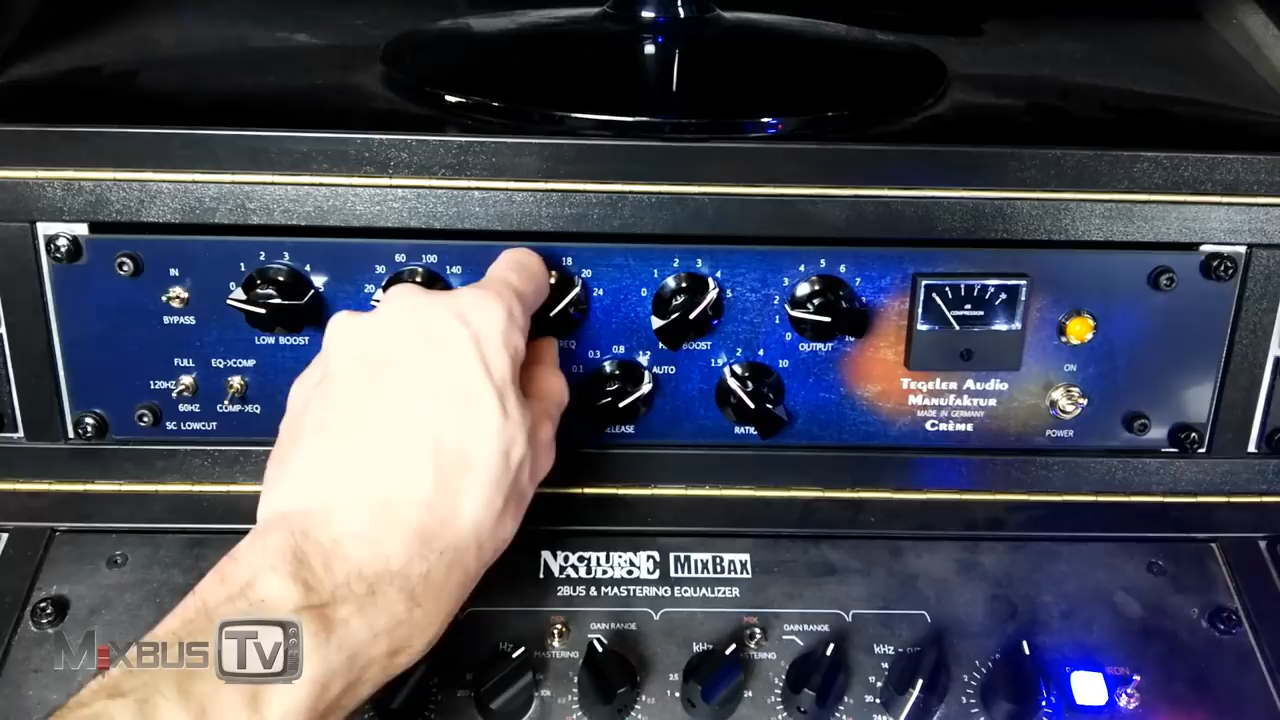 IN
BYPASS
0 1 2 3 4 5
LOW BOOST
20 30 60 100 140
18 20 24
0 1 2 3 4 5
BOOST
0 1 2 3 4 5 6 7
OUTPUT
COMPRESSION
ON
FULL
120HZ
60HZ
SC LOWCUT
EQ->COMP
COMP->EQ
0.1 0.3 0.8 1.2 AUTO
1.5 2 4 10
TEGELER AUDIO
MANUFAKTUR
MADE IN GERMANY
CRÈME
POWER
NOCTURNE
AUDIO
MIXBAX
2BUS & MASTERING EQUALIZER
Hz
GAIN RANGE
MASTERING
kHz
MIX
GAIN RANGE
kHz
MIXBUS TV